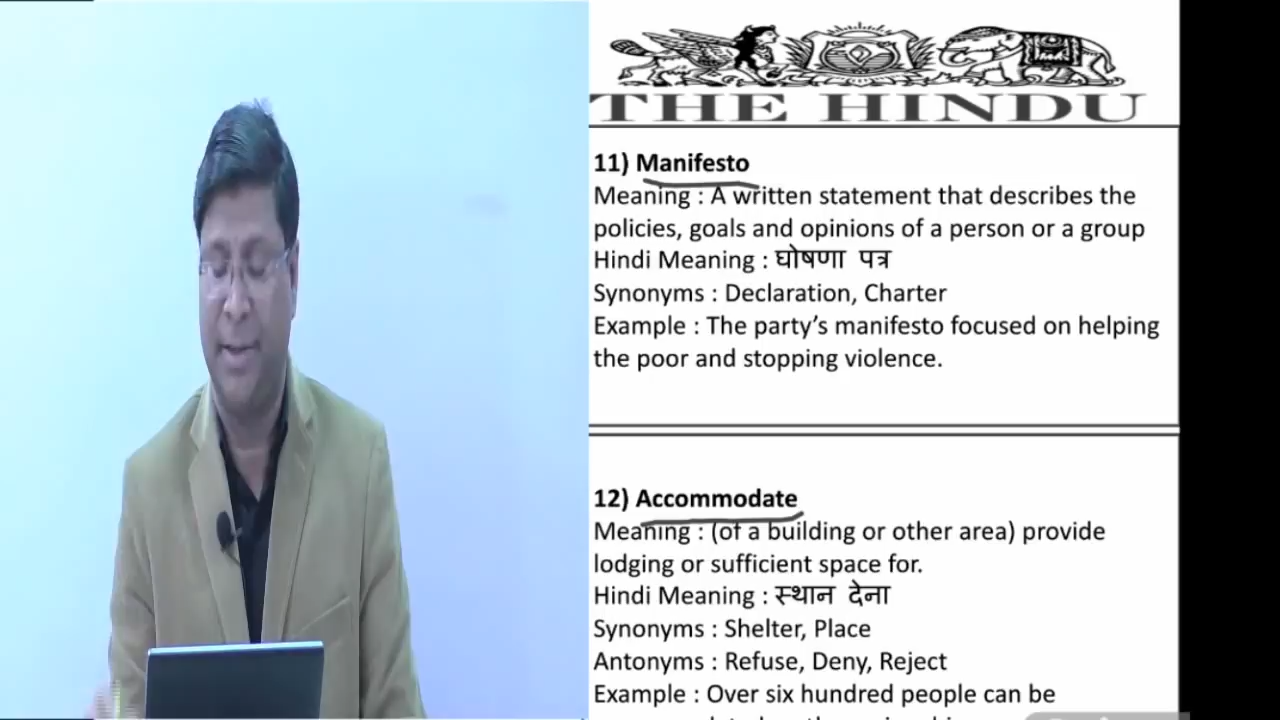 THE HINDU
11) Manifesto
Meaning : A written statement that describes the
policies, goals and opinions of a person or a group
Hindi Meaning : घोषणा पत्र
Synonyms : Declaration, Charter
Example : The party’s manifesto focused on helping
the poor and stopping violence.
12) Accommodate
Meaning : (of a building or other area) provide
lodging or sufficient space for.
Hindi Meaning : स्थान देना
Synonyms : Shelter, Place
Antonyms : Refuse, Deny, Reject
Example : Over six hundred people can be